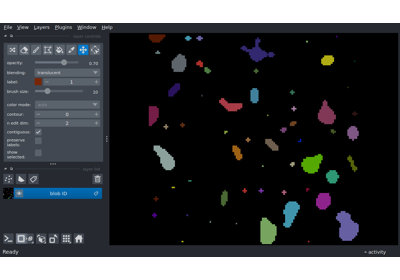 File View Layers Plugins Window Help
opacity: 0.70
blending: translucent
label: 1
brush size: 10
color mode:
contour: 0
n edit dim: 2
contiguous:
preserve labels:
show selected:
blob ID
Ready
activity